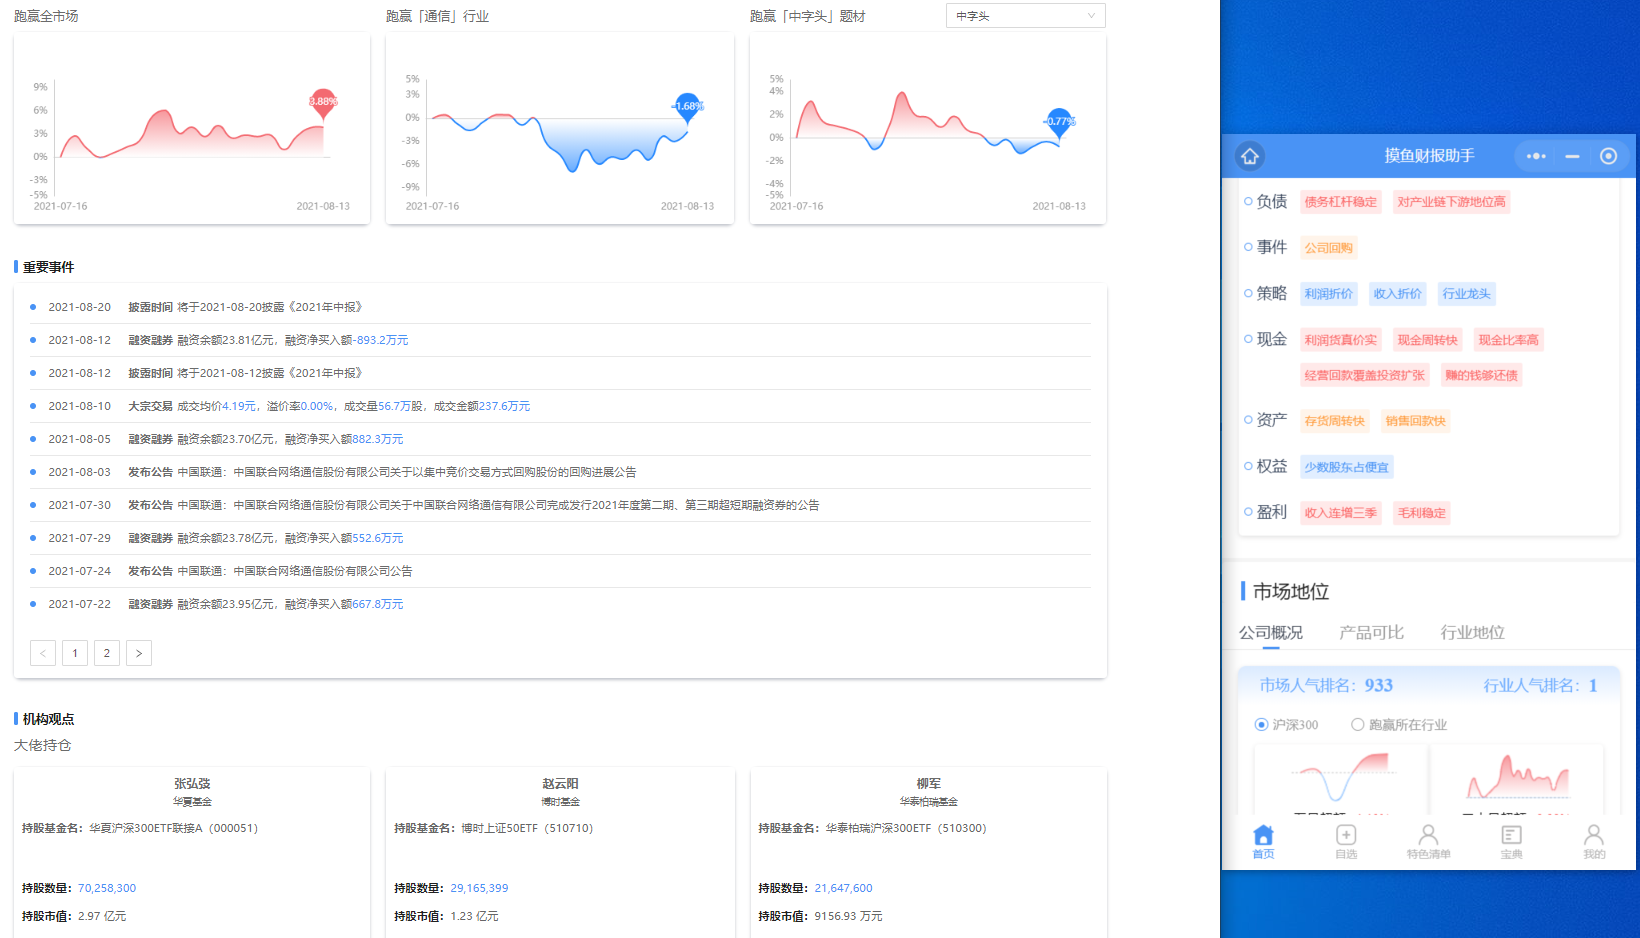 跑赢全市场
跑赢「通信」行业
跑赢「中字头」题材
中字头
9%
6%
3%
0%
-3%
-5%
3.88%
2021-07-16
2021-08-13
5%
3%
0%
-3%
-6%
-9%
-1.68%
2021-07-16
2021-08-13
5%
4%
2%
0%
-2%
-4%
-5%
-0.77%
2021-07-16
2021-08-13
重要事件
2021-08-20 披露时间 将于2021-08-20披露《2021年中报》
2021-08-12 融资融券 融资余额23.81亿元，融资净买入额-893.2万元
2021-08-12 披露时间 将于2021-08-12披露《2021年中报》
2021-08-10 大宗交易 成交均价4.19元，溢价率0.00%，成交量56.7万股，成交金额237.6万元
2021-08-05 融资融券 融资余额23.70亿元，融资净买入额882.3万元
2021-08-03 发布公告 中国联通：中国联合网络通信股份有限公司关于以集中竞价交易方式回购股份的回购进展公告
2021-07-30 发布公告 中国联通：中国联合网络通信股份有限公司关于中国联合网络通信有限公司完成发行2021年度第二期、第三期超短期融资券的公告
2021-07-29 融资融券 融资余额23.78亿元，融资净买入额552.6万元
2021-07-24 发布公告 中国联通：中国联合网络通信股份有限公司公告
2021-07-22 融资融券 融资余额23.95亿元，融资净买入额667.8万元
< 1 2 >
机构观点
大佬持仓
张弘弢
华夏基金
持股基金名：华夏沪深300ETF联接A（000051）
持股数量：70,258,300
持股市值：2.97 亿元
赵云阳
博时基金
持股基金名：博时上证50ETF（510710）
持股数量：29,165,399
持股市值：1.23 亿元
柳军
华泰柏瑞基金
持股基金名：华泰柏瑞沪深300ETF（510300）
持股数量：21,647,600
持股市值：9156.93 万元
摸鱼财报助手
负债 债务杠杆稳定 对产业链下游地位高
事件 公司回购
策略 利润折价 收入折价 行业龙头
现金 利润货真价实 现金周转快 现金比率高
经营回款覆盖投资扩张 赚的钱够还债
资产 存货周转快 销售回款快
权益 少数股东占便宜
盈利 收入连增三季 毛利稳定
市场地位
公司概况 产品可比 行业地位
市场人气排名：933 行业人气排名：1
沪深300 跑赢所在行业
首页 自选 特色清单 宝典 我的